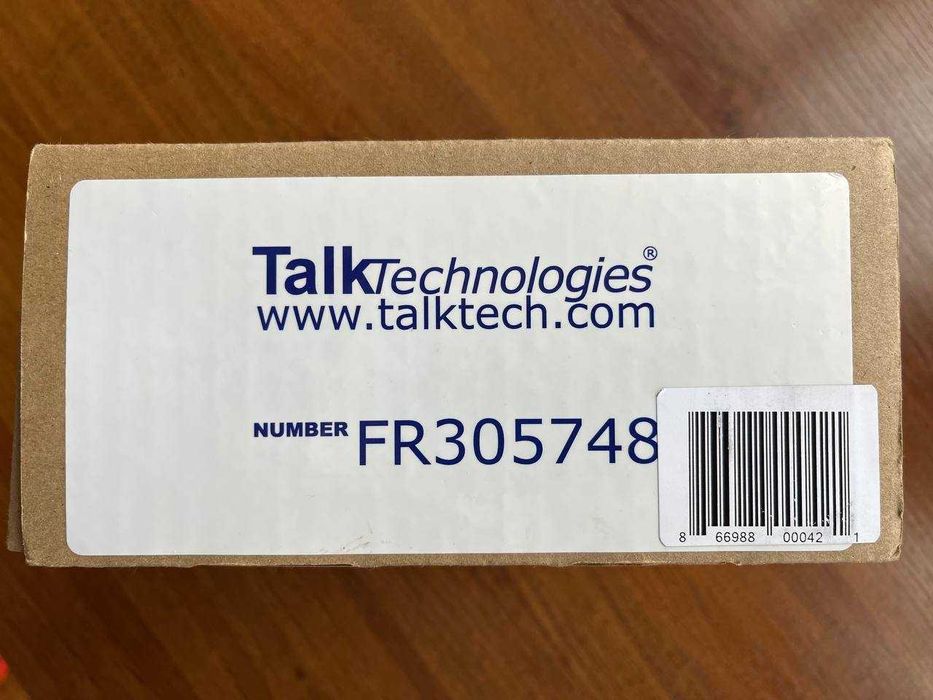 TalkTechnologies®
www.talktech.com
NUMBER FR305748
8 66988 00042 1